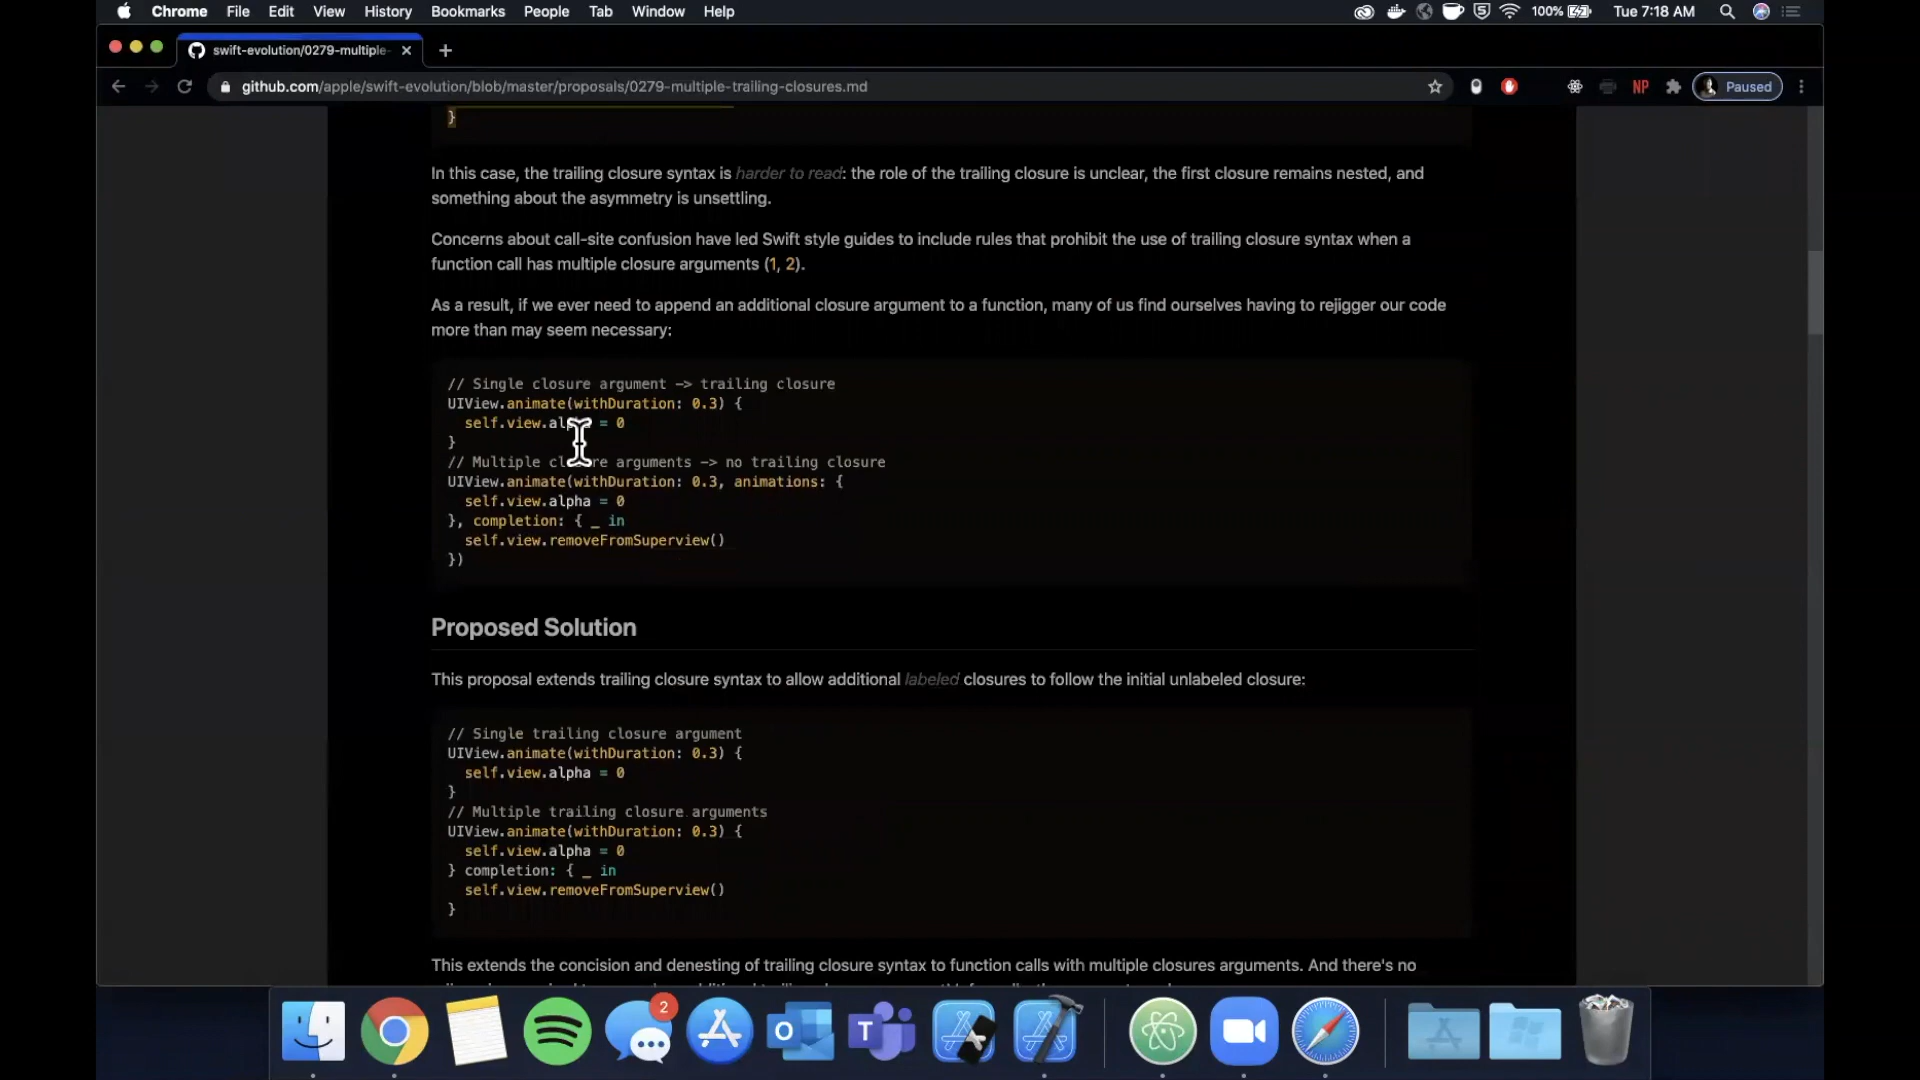 Chrome File Edit View History Bookmarks People Tab Window Help
100% Tue 7:18 AM
swift-evolution/0279-multiple-
github.com/apple/swift-evolution/blob/master/proposals/0279-multiple-trailing-closures.md
NP
Paused
}
In this case, the trailing closure syntax is harder to read: the role of the trailing closure is unclear, the first closure remains nested, and
something about the asymmetry is unsettling.
Concerns about call-site confusion have led Swift style guides to include rules that prohibit the use of trailing closure syntax when a
function call has multiple closure arguments (1, 2).
As a result, if we ever need to append an additional closure argument to a function, many of us find ourselves having to rejigger our code
more than may seem necessary:
// Single closure argument -> trailing closure
UIView.animate(withDuration: 0.3) {
self.view.alpha = 0
}
// Multiple closure arguments -> no trailing closure
UIView.animate(withDuration: 0.3, animations: {
self.view.alpha = 0
}, completion: { _ in
self.view.removeFromSuperview()
})
Proposed Solution
This proposal extends trailing closure syntax to allow additional labeled closures to follow the initial unlabeled closure:
// Single trailing closure argument
UIView.animate(withDuration: 0.3) {
self.view.alpha = 0
}
// Multiple trailing closure arguments
UIView.animate(withDuration: 0.3) {
self.view.alpha = 0
} completion: { _ in
self.view.removeFromSuperview()
}
This extends the concision and denesting of trailing closure syntax to function calls with multiple closures arguments. And there's no
2